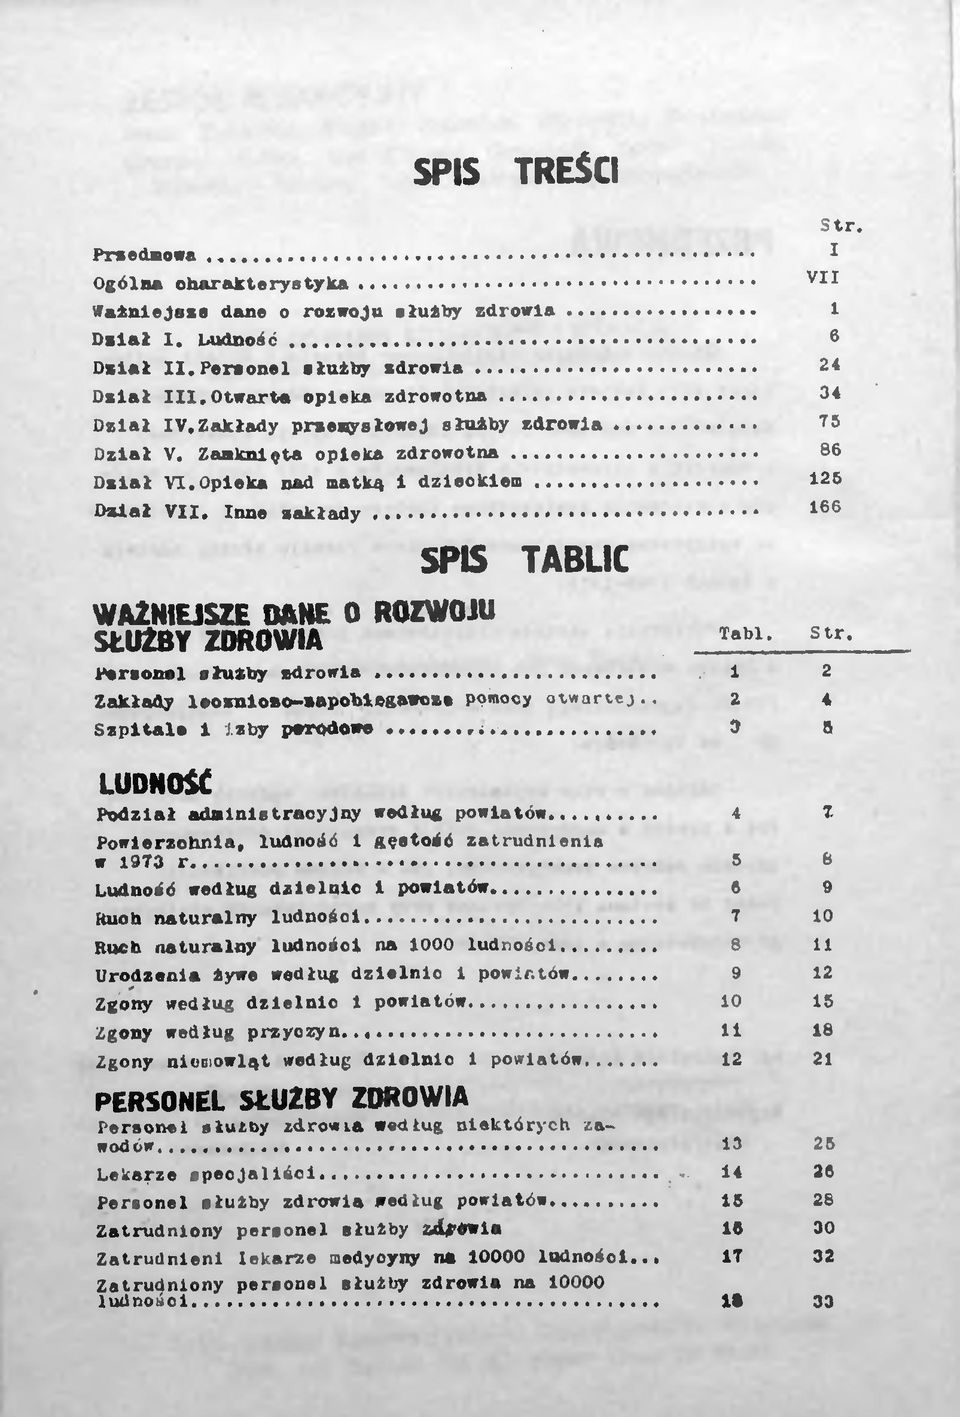 SPIS TREŚCI
Str.
Przedmowa ........ I
Ogólna charakterystyka ........ VII
Ważniejsze dane o rozwoju służby zdrowia ........ 1
Dział I. Ludność ........ 6
Dział II. Personel służby zdrowia ........ 24
Dział III. Otwarta opieka zdrowotna ........ 34
Dział IV. Zakłady przemysłowej służby zdrowia ........ 75
Dział V. Zamknięta opieka zdrowotna ........ 86
Dział VI. Opieka nad matką i dzieckiem ........ 125
Dział VII. Inne zakłady ........ 166
SPIS TABLIC
WAŻNIEJSZE DANE O ROZWOJU
SŁUŻBY ZDROWIA Tabl. Str.
Personel służby zdrowia ........ 1 2
Zakłady leczniczo-zapobiegawcze pomocy otwartej.. 2 4
Szpitale i izby porodowe ........ 3 5
LUDNOŚĆ
Podział administracyjny według powiatów........ 4 7
Powierzchnia, ludność i gęstość zatrudnienia
w 1973 r........ 5 8
Ludność według dzielnic i powiatów........ 6 9
Ruch naturalny ludności........ 7 10
Ruch naturalny ludności na 1000 ludności........ 8 11
Urodzenia żywe według dzielnic i powiatów........ 9 12
Zgony według dzielnic i powiatów........ 10 15
Zgony według przyczyn........ 11 18
Zgony niemowląt według dzielnic i powiatów....... 12 21
PERSONEL SŁUŻBY ZDROWIA
Personel służby zdrowia według niektórych za-
wodów........ 13 25
Lekarze specjaliści........ 14 26
Personel służby zdrowia według powiatów........ 15 28
Zatrudniony personel służby zdrowia 16 30
Zatrudnieni lekarze medycyny na 10000 ludności... 17 32
Zatrudniony personel służby zdrowia na 10000
ludności........ 18 33